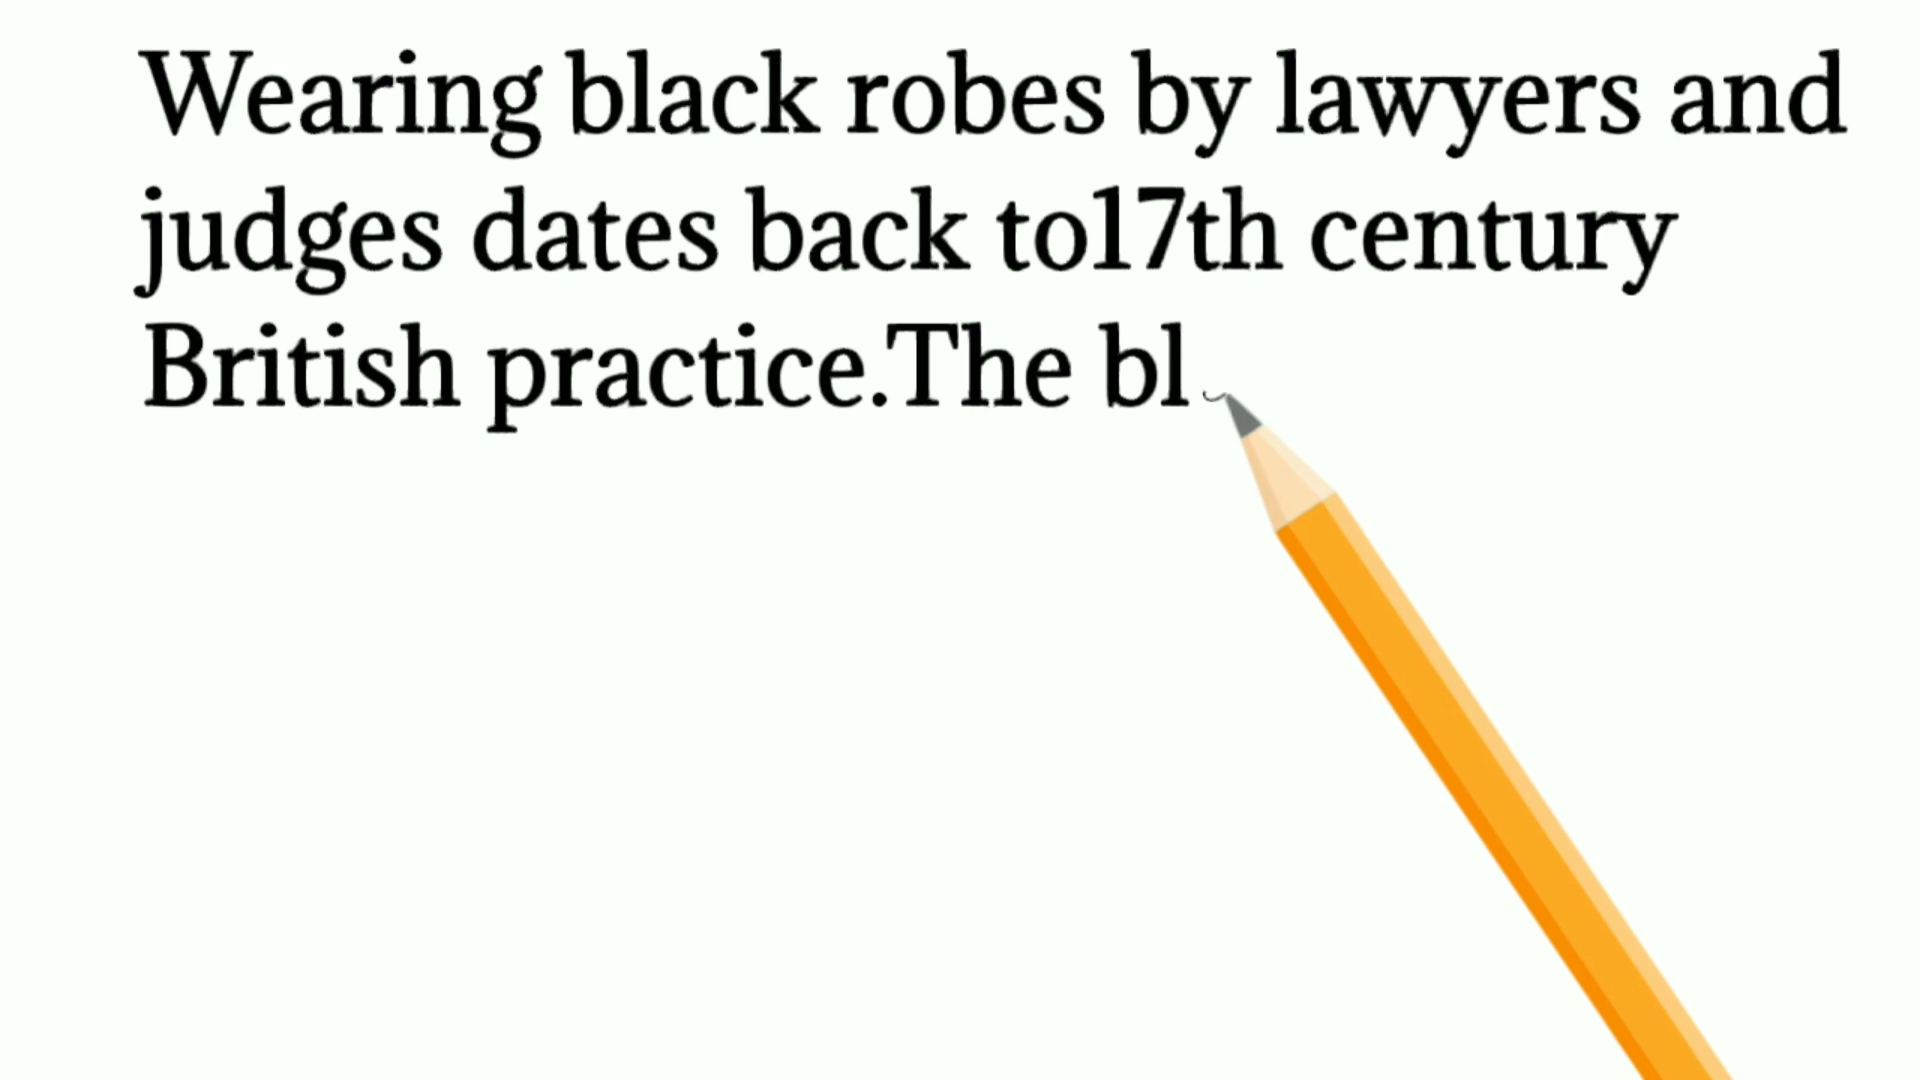 Wearing black robes by lawyers and
judges dates back to17th century
British practice.The bl